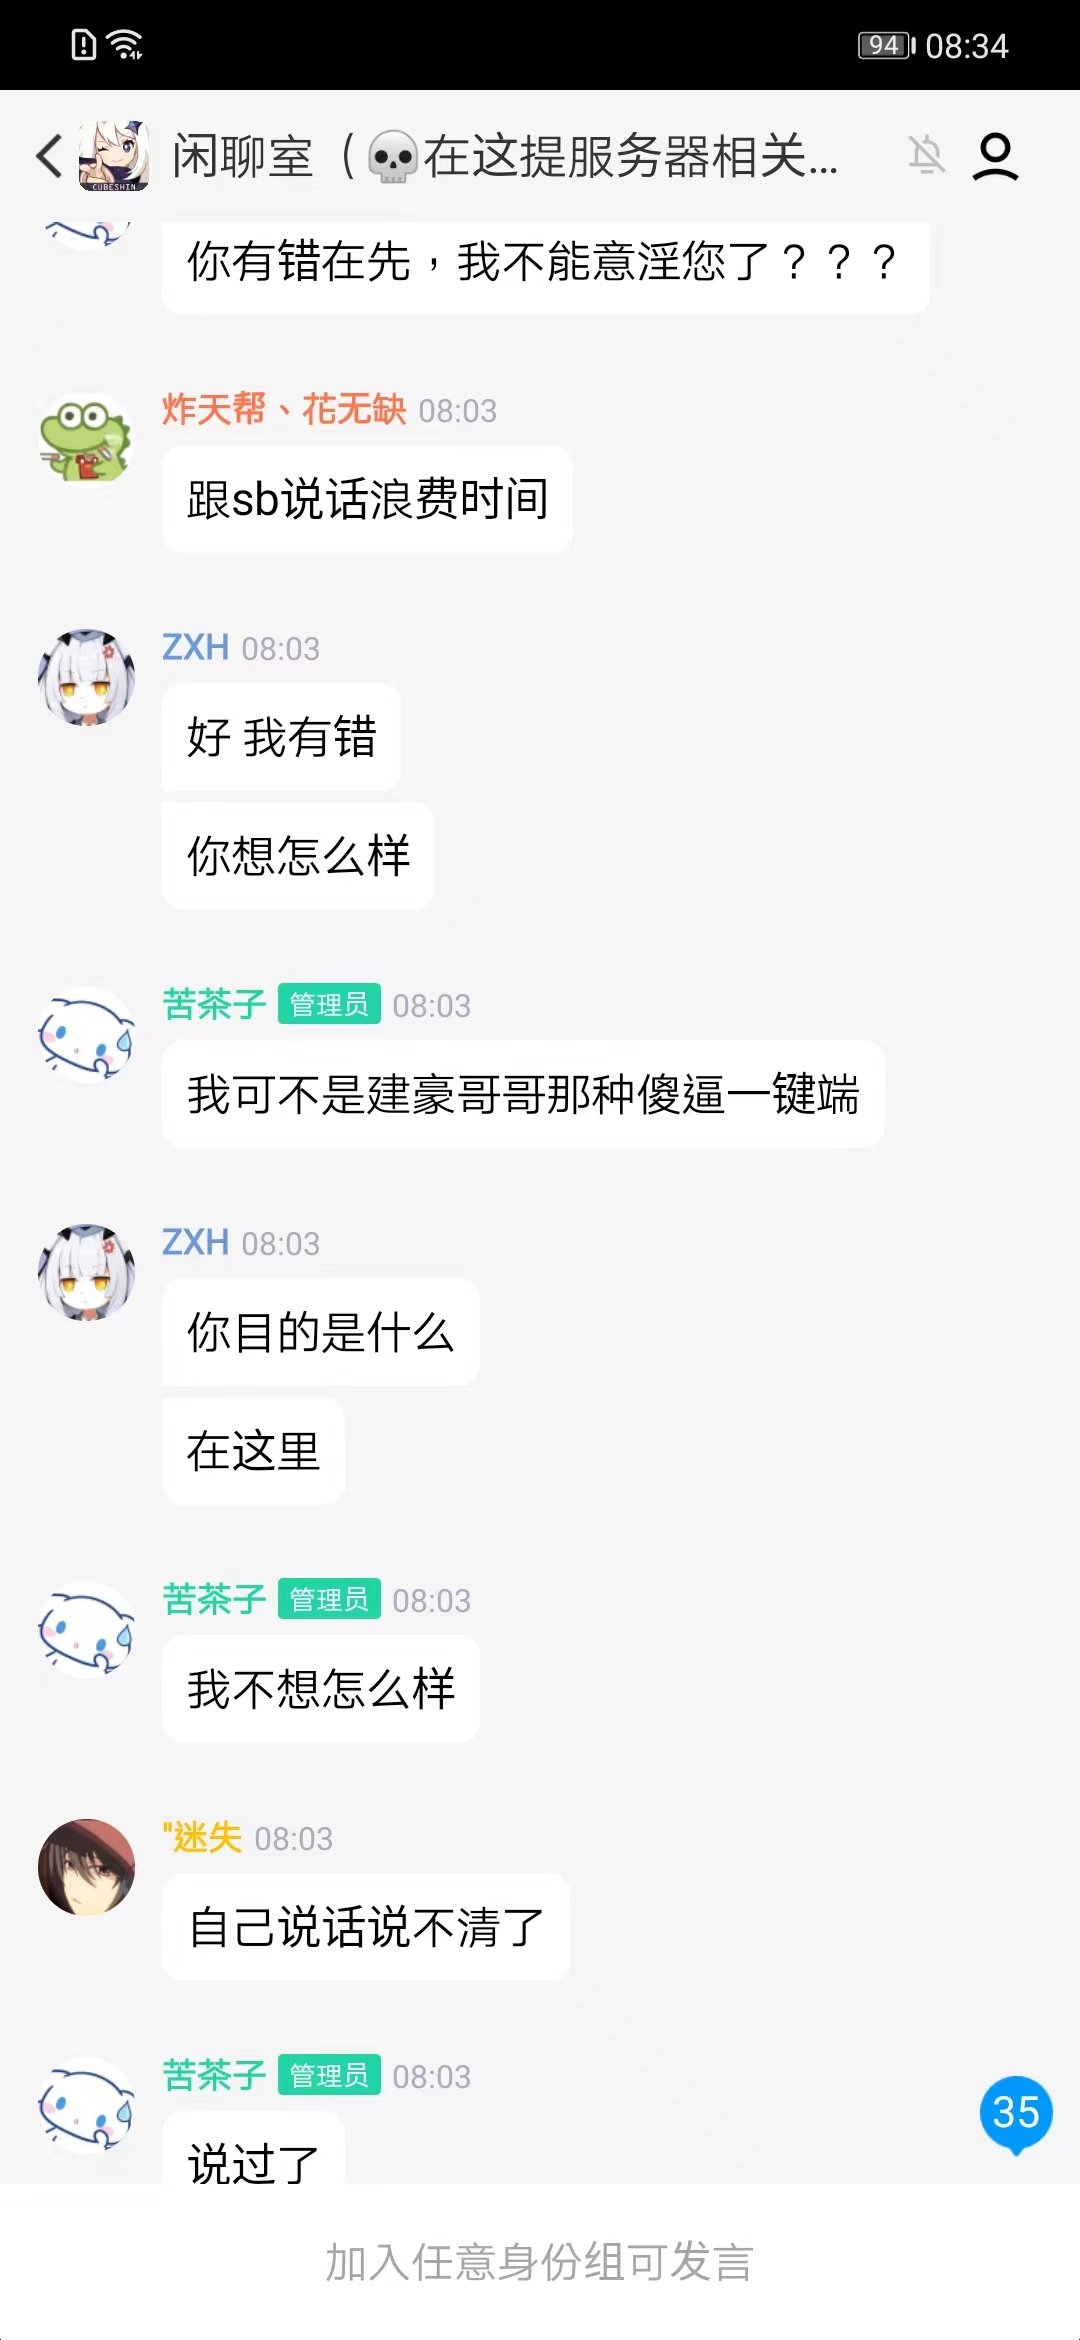 94 08:34
CUBESHIN
闲聊室（💀在这提服务器相关...
你有错在先，我不能意淫您了？？？
炸天帮、花无缺 08:03
跟sb说话浪费时间
ZXH 08:03
好 我有错
你想怎么样
苦茶子 管理员 08:03
我可不是建豪哥哥那种傻逼一键端
ZXH 08:03
你目的是什么
在这里
苦茶子 管理员 08:03
我不想怎么样
"迷失 08:03
自己说话说不清了
苦茶子 管理员 08:03
说过了
35
加入任意身份组可发言